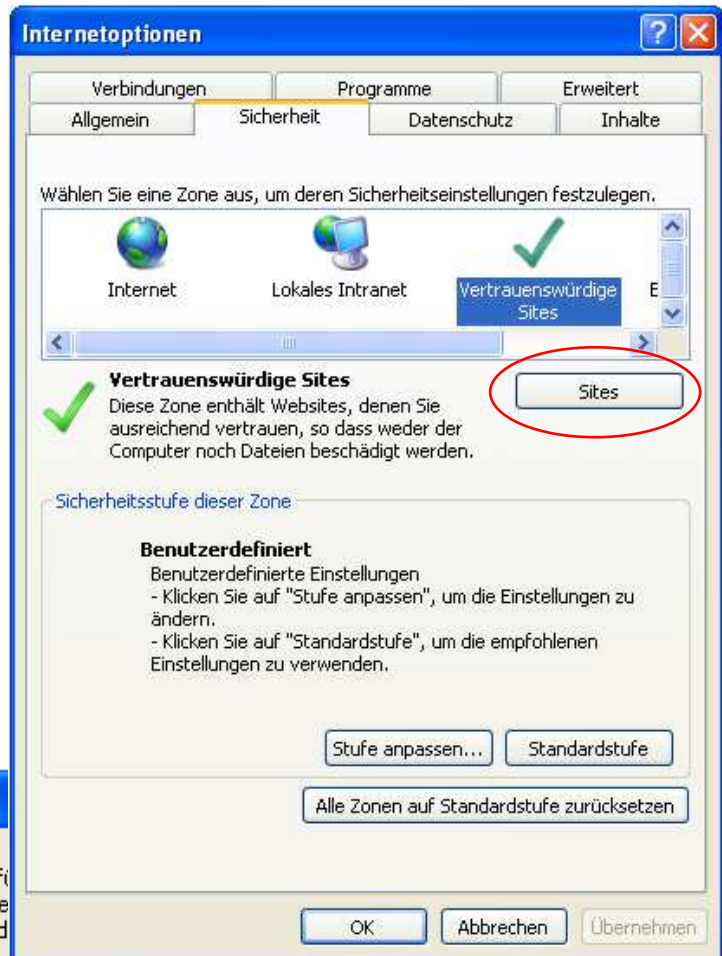 Internetoptionen
Verbindungen Programme Erweitert
Allgemein Sicherheit Datenschutz Inhalte
Wählen Sie eine Zone aus, um deren Sicherheitseinstellungen festzulegen.
Internet Lokales Intranet Vertrauenswürdige
Sites
Vertrauenswürdige Sites
Sites
Diese Zone enthält Websites, denen Sie
ausreichend vertrauen, so dass weder der
Computer noch Dateien beschädigt werden.
Sicherheitsstufe dieser Zone
Benutzerdefiniert
Benutzerdefinierte Einstellungen
- Klicken Sie auf "Stufe anpassen", um die Einstellungen zu
ändern.
- Klicken Sie auf "Standardstufe", um die empfohlenen
Einstellungen zu verwenden.
Stufe anpassen... Standardstufe
Alle Zonen auf Standardstufe zurücksetzen
OK Abbrechen Übernehmen